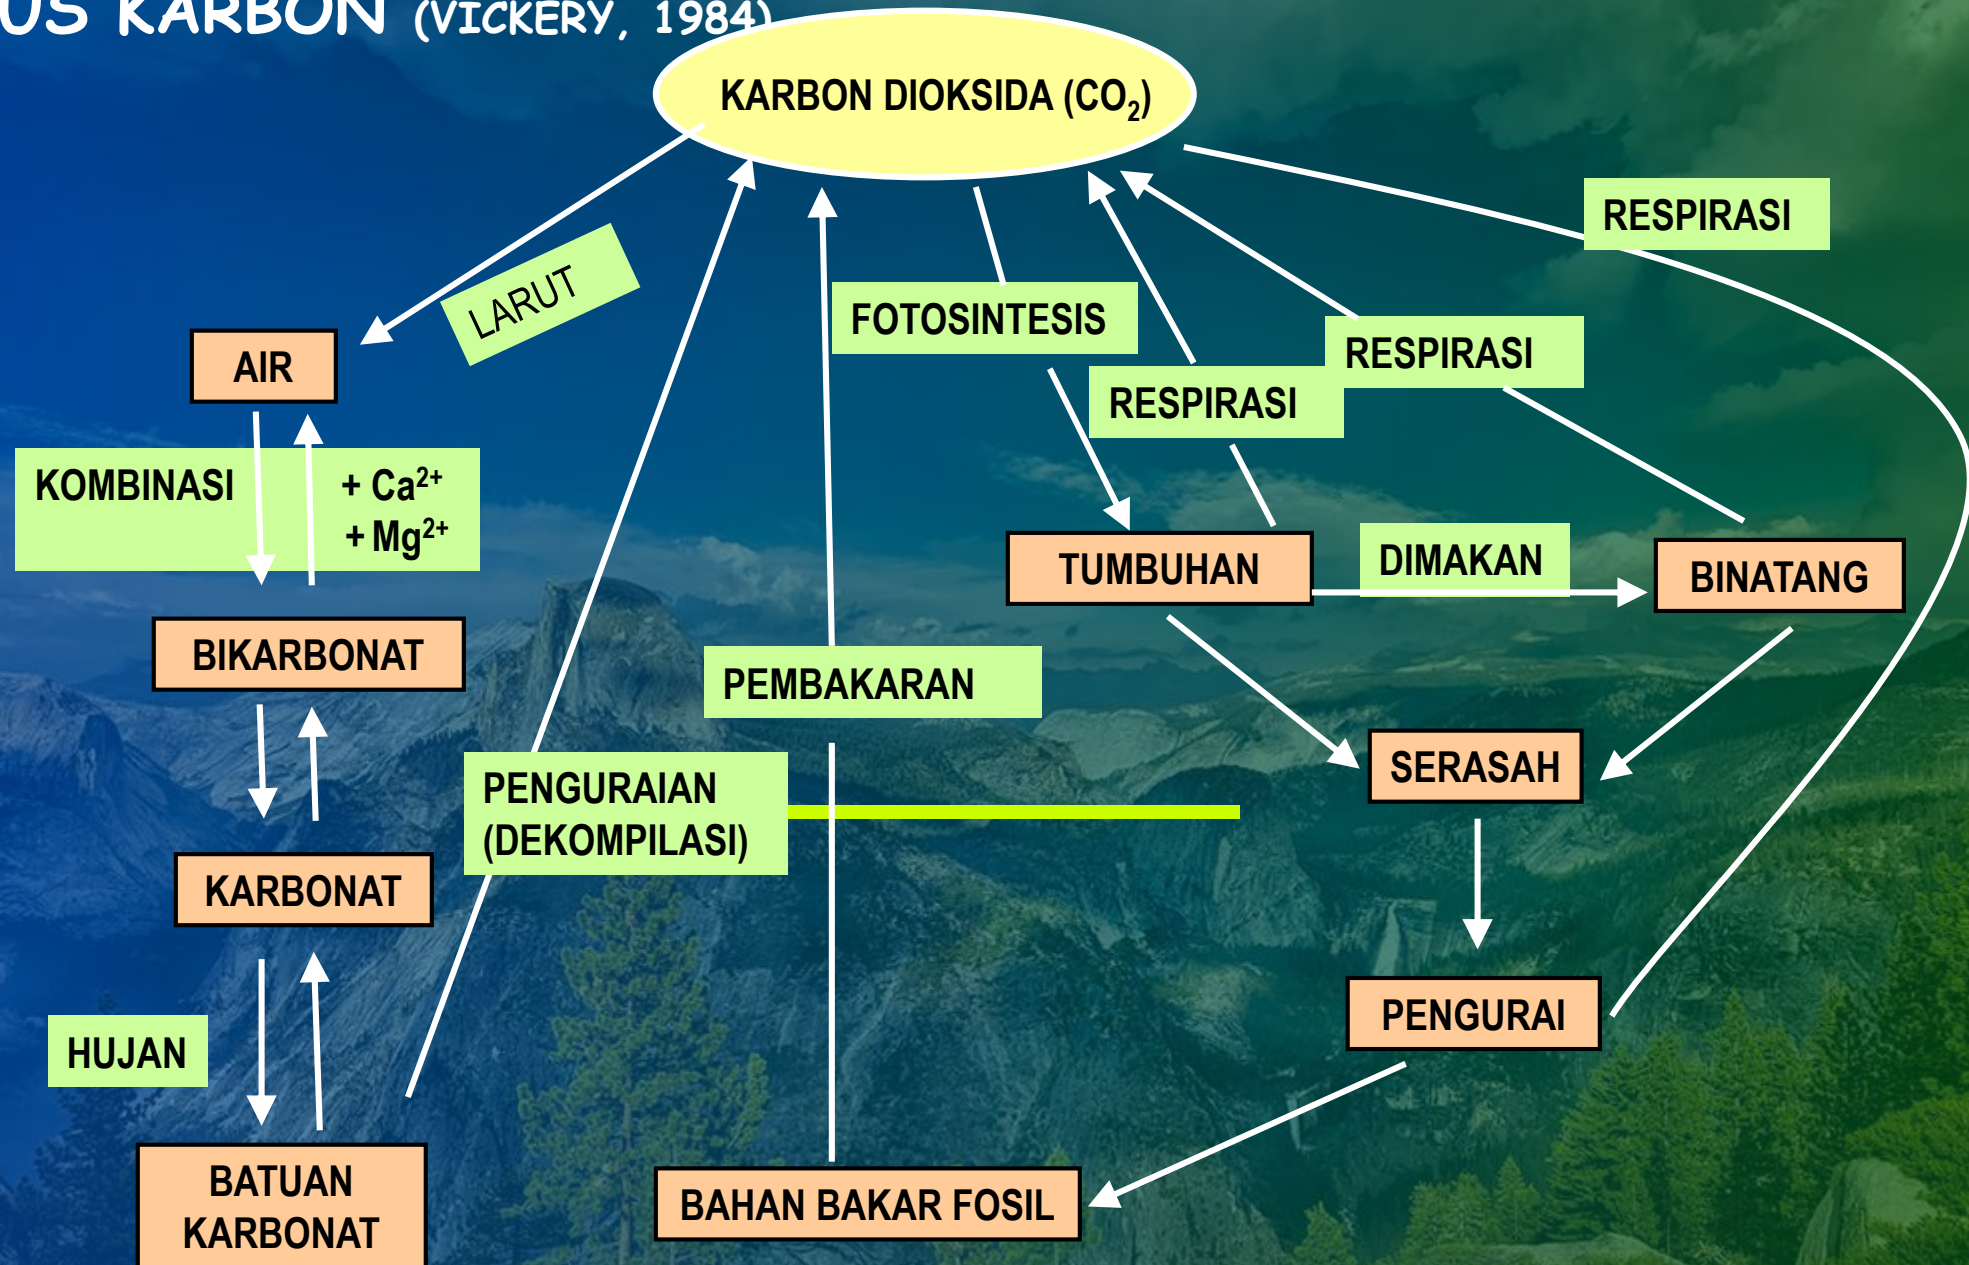 US KARBON (VICKERY, 1984)
KARBON DIOKSIDA (CO₂)
RESPIRASI
LARUT
FOTOSINTESIS
RESPIRASI
AIR
RESPIRASI
KOMBINASI + Ca²⁺
+ Mg²⁺
TUMBUHAN
DIMAKAN
BINATANG
BIKARBONAT
PEMBAKARAN
SERASAH
PENGURAIAN
(DEKOMPILASI)
KARBONAT
PENGURAI
HUJAN
BATUAN
KARBONAT
BAHAN BAKAR FOSIL